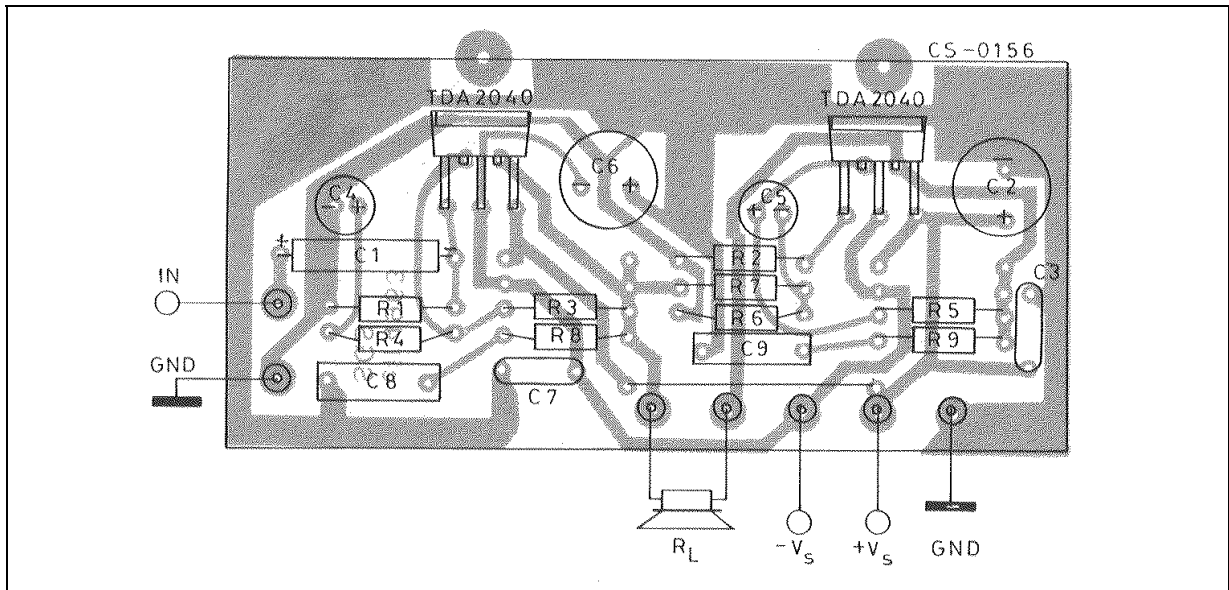 CS-0156
TDA2040 TDA2040
C6
C4 C5 C2
C1 R2
IN R7 C3
R1 R3 R6 R5
R4 R8 C9 R9
GND C8 C7
RL -Vs +Vs GND